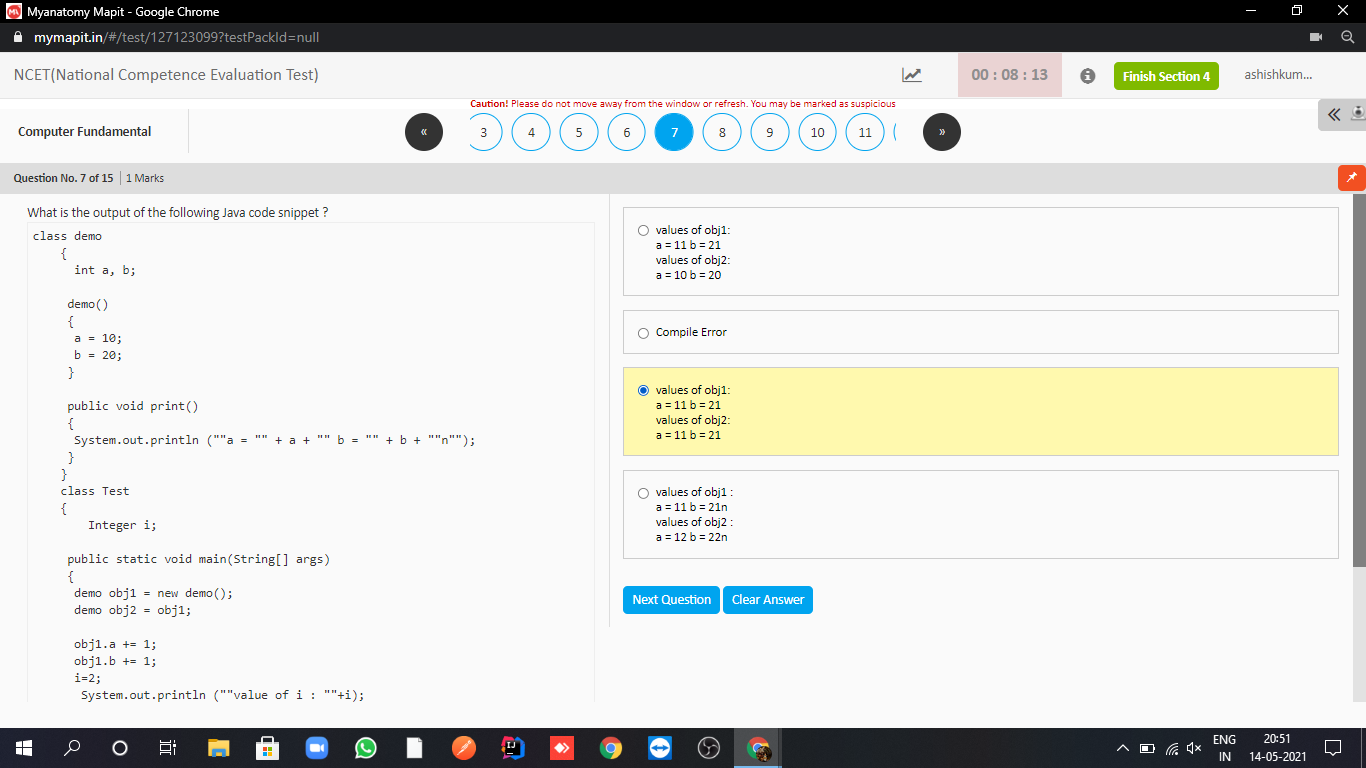 Myanatomy Mapit - Google Chrome
mymapit.in/#/test/127123099?testPackId=null
NCET(National Competence Evaluation Test)
00 : 08 : 13
Finish Section 4
ashishkum...
Caution! Please do not move away from the window or refresh. You may be marked as suspicious
Computer Fundamental
« 3 4 5 6 7 8 9 10 11 »
Question No. 7 of 15 | 1 Marks
What is the output of the following Java code snippet ?
class demo
{
int a, b;
demo()
{
a = 10;
b = 20;
}
public void print()
{
System.out.println (""a = "" + a + "" b = "" + b + ""n"");
}
}
class Test
{
Integer i;
public static void main(String[] args)
{
demo obj1 = new demo();
demo obj2 = obj1;
obj1.a += 1;
obj1.b += 1;
i=2;
System.out.println (""value of i : ""+i);
values of obj1:
a = 11 b = 21
values of obj2:
a = 10 b = 20
Compile Error
values of obj1:
a = 11 b = 21
values of obj2:
a = 11 b = 21
values of obj1 :
a = 11 b = 21n
values of obj2 :
a = 12 b = 22n
Next Question
Clear Answer
ENG
IN
20:51
14-05-2021